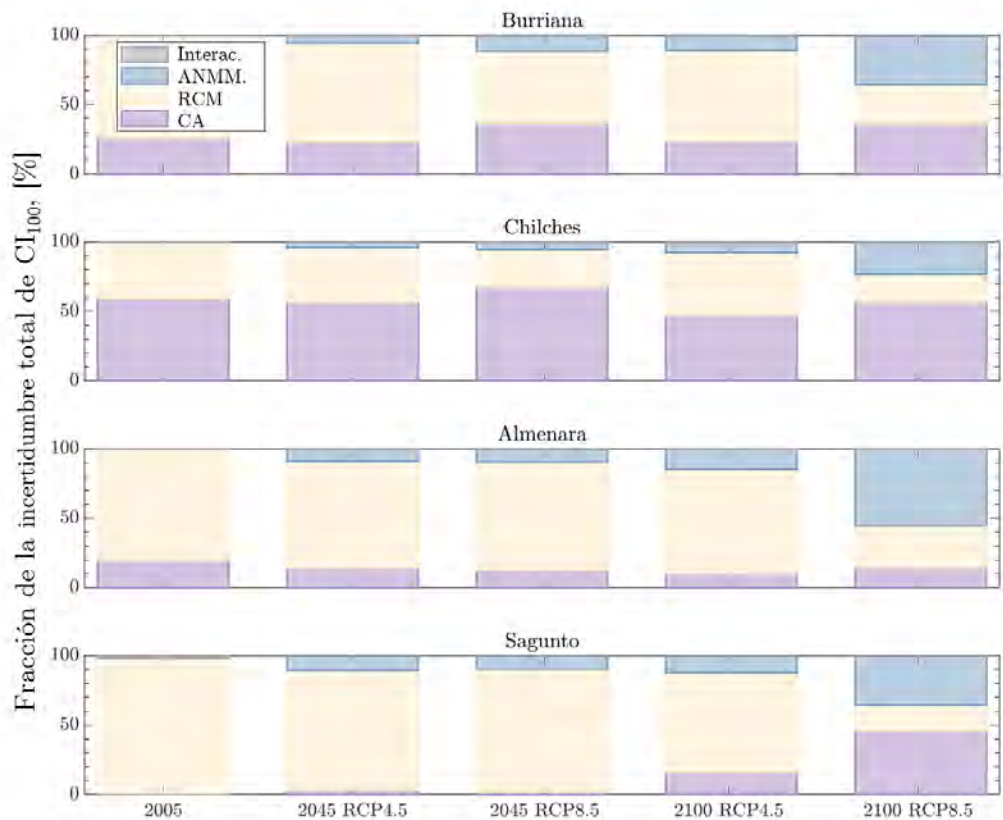 Burriana
100
50
0
Interac.
ANMM.
RCM
CA
Chilches
100
50
0
Almenara
100
50
0
Sagunto
100
50
0
2005 2045 RCP4.5 2045 RCP8.5 2100 RCP4.5 2100 RCP8.5
Fracción de la incertidumbre total de CI₁₀₀, [%]